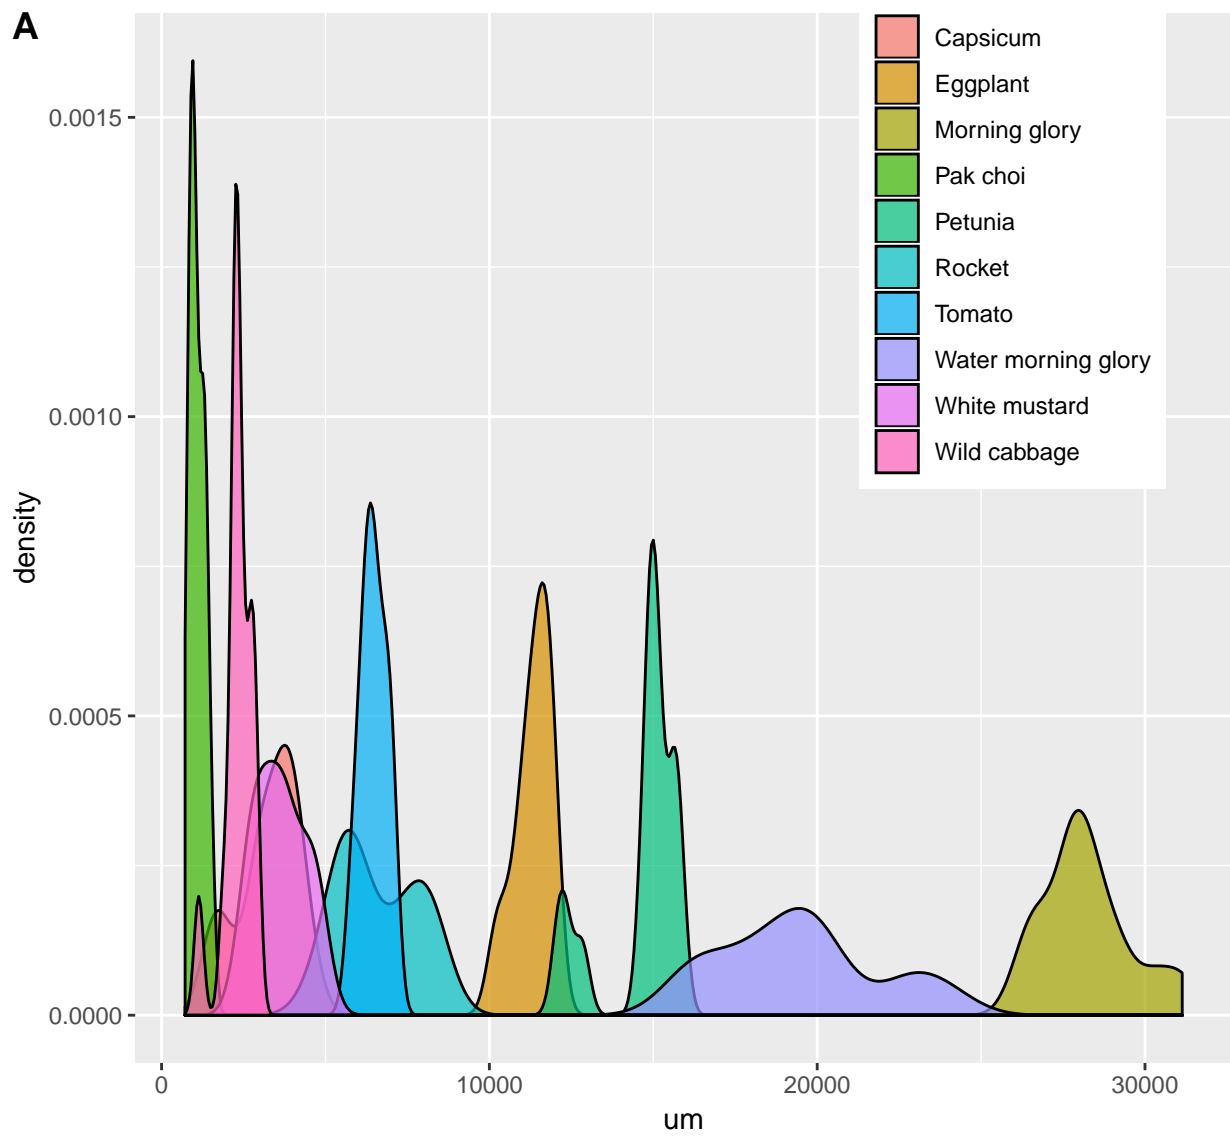 A
Capsicum
Eggplant
Morning glory
Pak choi
Petunia
Rocket
Tomato
Water morning glory
White mustard
Wild cabbage
0.0015
0.0010
0.0005
0.0000
density
0 10000 20000 30000
um